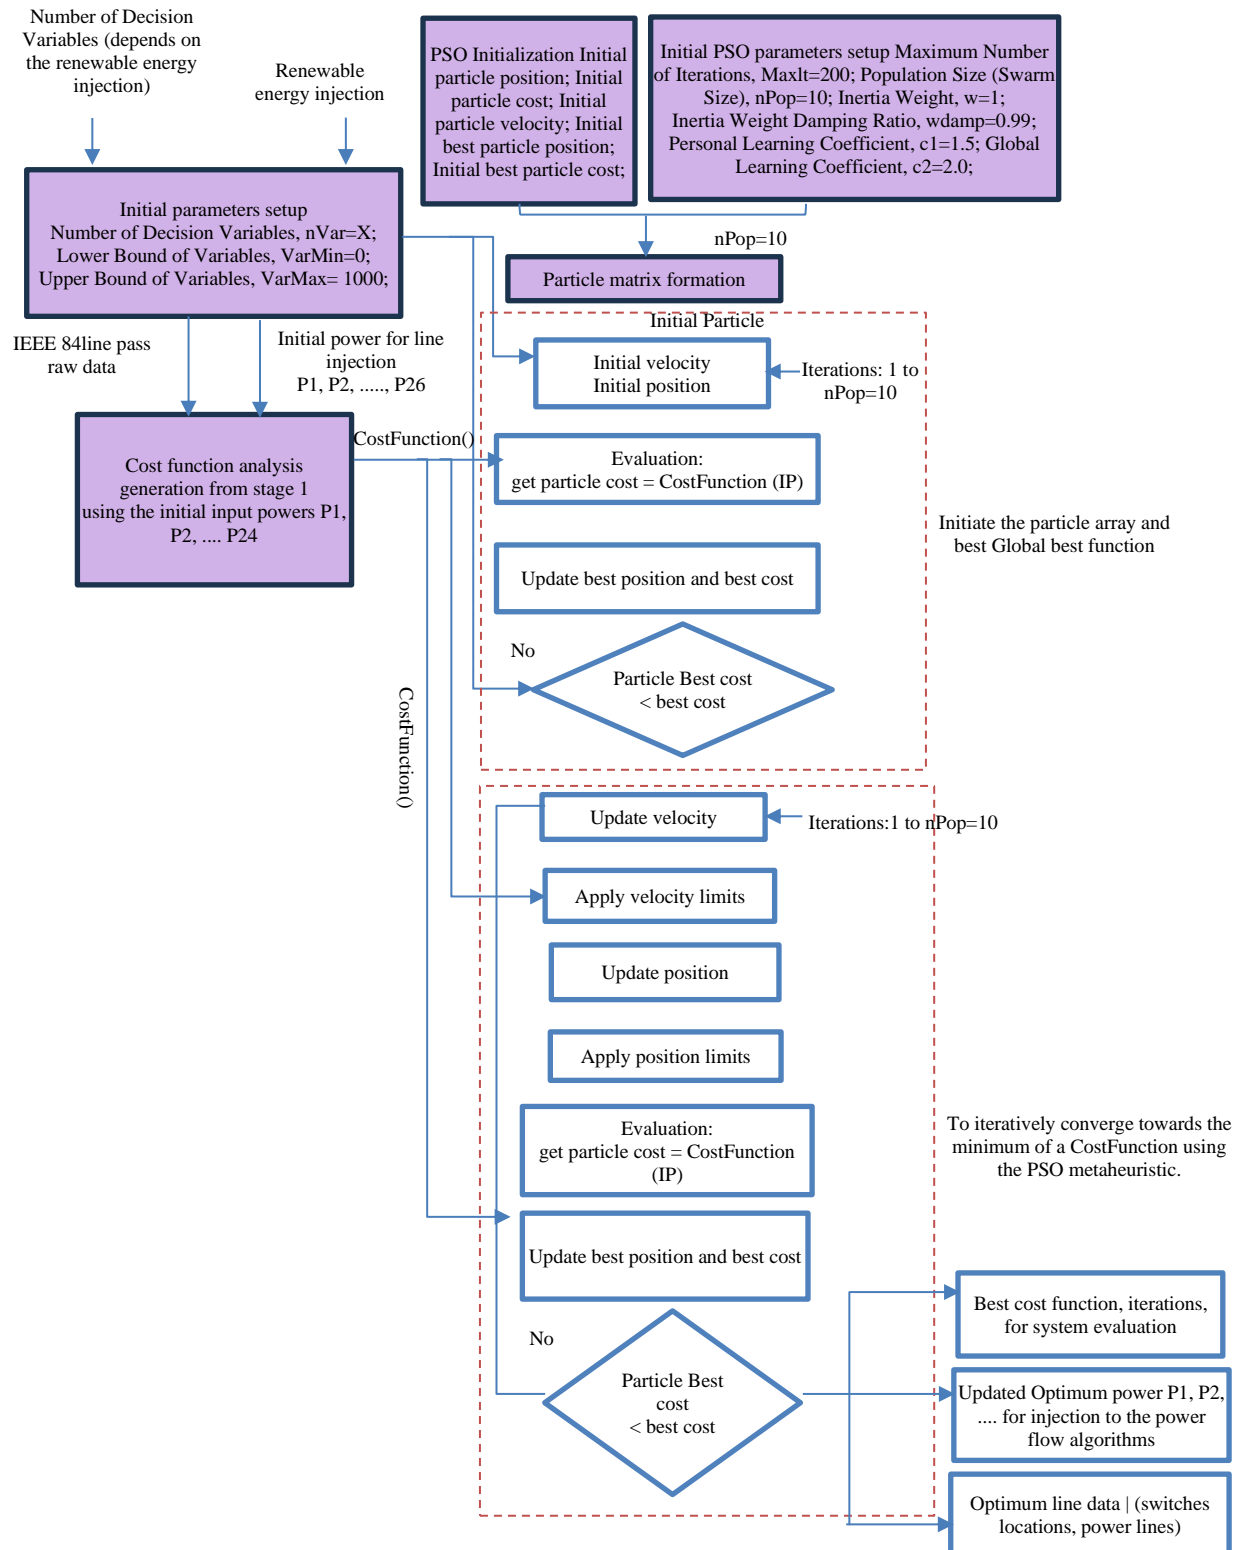 Number of Decision
Variables (depends on
the renewable energy
injection)
Renewable
energy injection
PSO Initialization Initial
particle position; Initial
particle cost; Initial
particle velocity; Initial
best particle position;
Initial best particle cost;
Initial PSO parameters setup Maximum Number
of Iterations, MaxIt=200; Population Size (Swarm
Size), nPop=10; Inertia Weight, w=1;
Inertia Weight Damping Ratio, wdamp=0.99;
Personal Learning Coefficient, c1=1.5; Global
Learning Coefficient, c2=2.0;
Initial parameters setup
Number of Decision Variables, nVar=X;
Lower Bound of Variables, VarMin=0;
Upper Bound of Variables, VarMax= 1000;
nPop=10
Particle matrix formation
IEEE 84line pass
raw data
Initial power for line
injection
P1, P2, ....., P26
Initial Particle
Initial velocity
Initial position
Iterations: 1 to
nPop=10
Cost function analysis
generation from stage 1
using the initial input powers P1,
P2, .... P24
CostFunction()
Evaluation:
get particle cost = CostFunction (IP)
Initiate the particle array and
best Global best function
Update best position and best cost
No
Particle Best cost
< best cost
CostFunction()
Update velocity
Iterations:1 to nPop=10
Apply velocity limits
Update position
Apply position limits
Evaluation:
get particle cost = CostFunction
(IP)
To iteratively converge towards the
minimum of a CostFunction using
the PSO metaheuristic.
Update best position and best cost
No
Particle Best
cost
< best cost
Best cost function, iterations,
for system evaluation
Updated Optimum power P1, P2,
.... for injection to the power
flow algorithms
Optimum line data | (switches
locations, power lines)